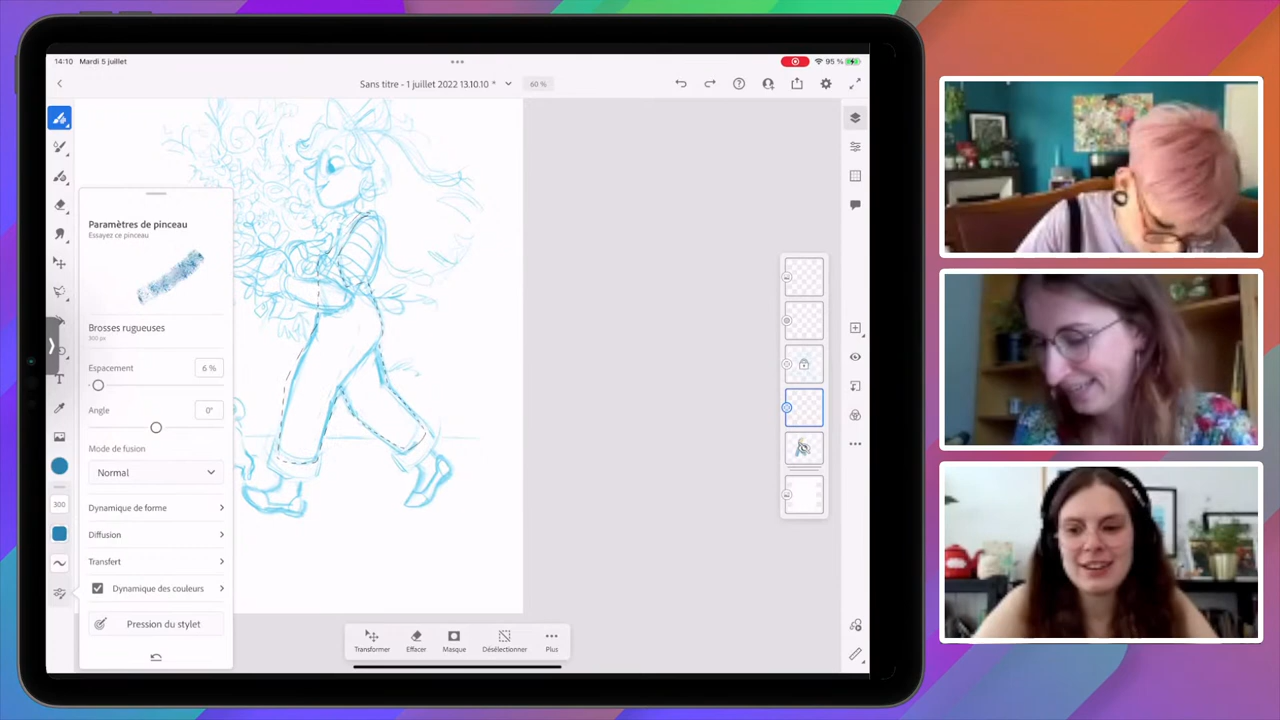 14:10 Mardi 5 juillet
95 %
Sans titre - 1 juillet 2022 13.10.10 *
60 %
Paramètres de pinceau
Essayez ce pinceau
Brosses rugueuses
300 px
Espacement
6 %
Angle
0°
Mode de fusion
Normal
T
300
Dynamique de forme
Diffusion
Transfert
Dynamique des couleurs
Pression du stylet
Transformer
Effacer
Masque
Désélectionner
Plus